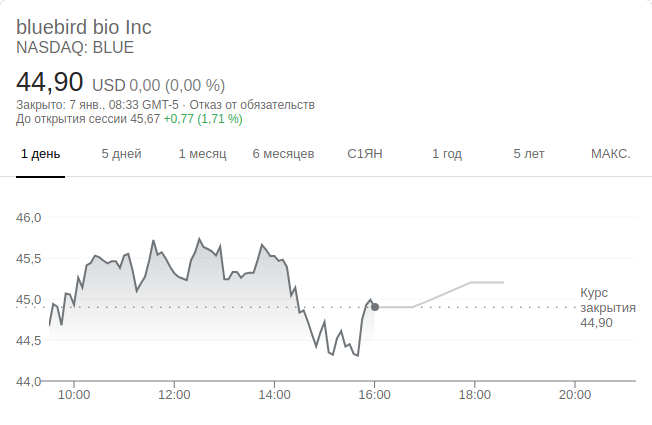 bluebird bio Inc
NASDAQ: BLUE
44,90 USD 0,00 (0,00 %)
Закрыто: 7 янв., 08:33 GMT-5 · Отказ от обязательств
До открытия сессии 45,67 +0,77 (1,71 %)
1 день 5 дней 1 месяц 6 месяцев С1ЯН 1 год 5 лет МАКС.
46,0
45,5
45,0
44,5
44,0
Курс
закрытия
44,90
10:00 12:00 14:00 16:00 18:00 20:00